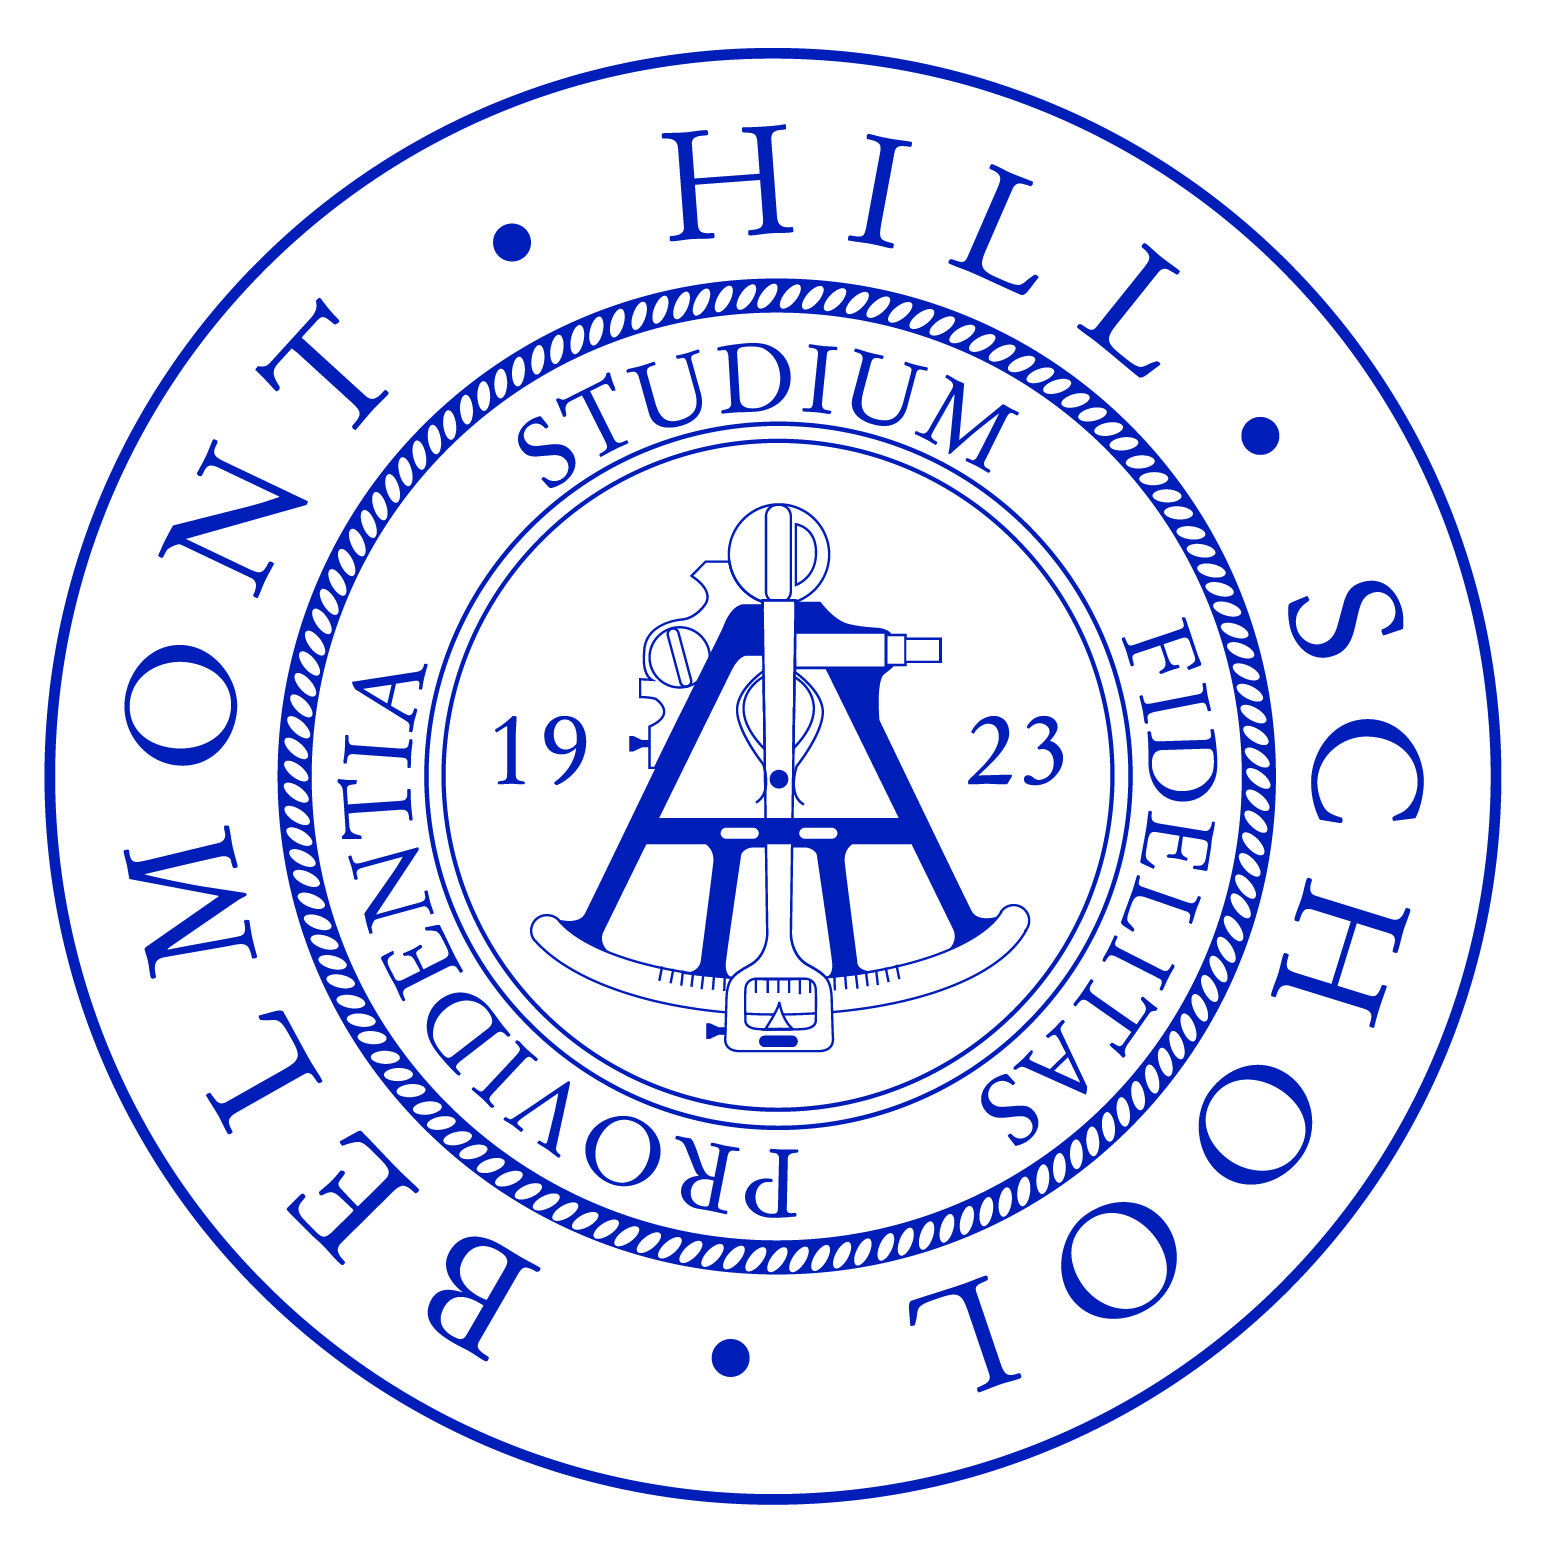 BELMONT • HILL • SCHOOL •
PROVIDENTIA STUDIUM FIDELITAS
19 23